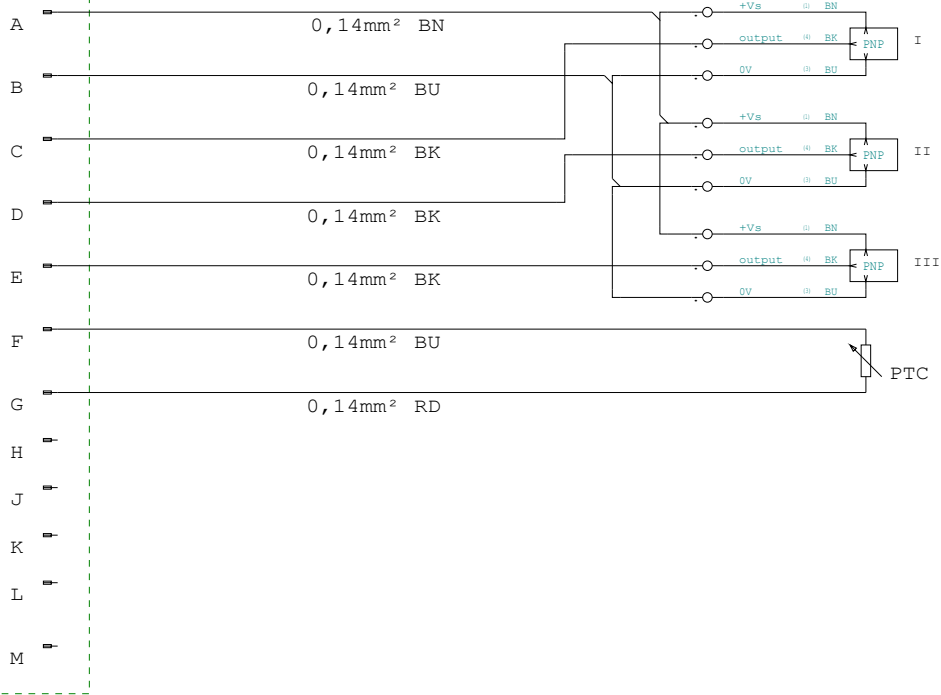 +Vs (1) BN
A 0,14mm² BN
output (4) BK PNP I
0V (3) BU
B 0,14mm² BU
+Vs (1) BN
C 0,14mm² BK output (4) BK PNP II
0V (3) BU
D 0,14mm² BK
+Vs (1) BN
output (4) BK PNP III
E 0,14mm² BK
0V (3) BU
F 0,14mm² BU
PTC
G 0,14mm² RD
H
J
K
L
M